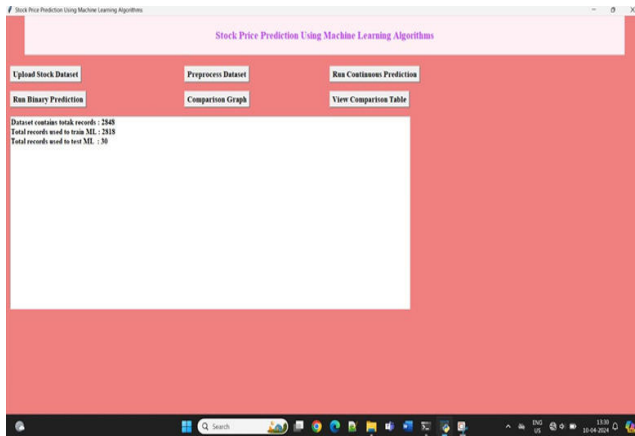 Stock Price Prediction Using Machine Learning Algorithms
Stock Price Prediction Using Machine Learning Algorithms
Upload Stock Dataset Preprocess Dataset Run Continuous Prediction
Run Binary Prediction Comparison Graph View Comparison Table
Dataset contains totak records : 2848
Total records used to train ML : 2818
Total records used to test ML : 30
Search
ENG
US
13:30
10-04-2024